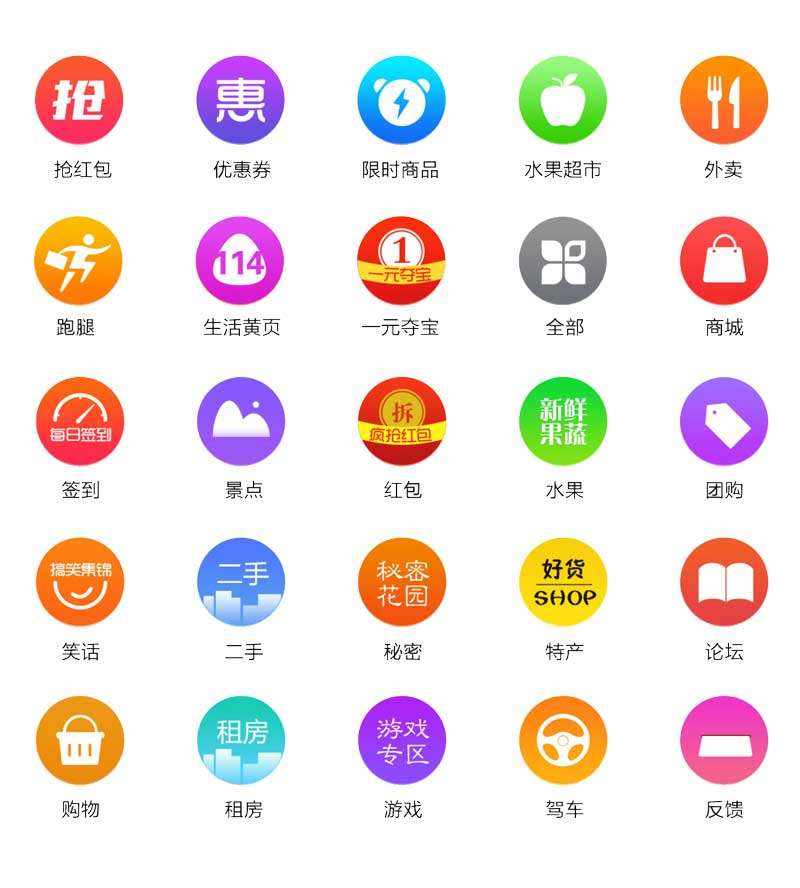 抢
惠
抢红包
优惠券
限时商品
水果超市
外卖
114
1
一元夺宝
跑腿
生活黄页
一元夺宝
全部
商城
每日签到
拆
疯抢红包
新鲜
果蔬
签到
景点
红包
水果
团购
搞笑集锦
二手
秘密
花园
好货
SHOP
笑话
二手
秘密
特产
论坛
租房
游戏
专区
购物
租房
游戏
驾车
反馈